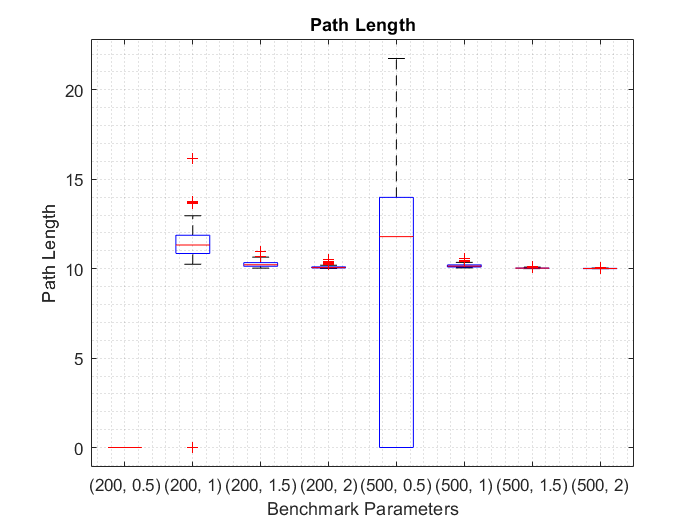 Path Length
Path Length
20
15
10
5
0
(200, 0.5) (200, 1) (200, 1.5) (200, 2) (500, 0.5) (500, 1) (500, 1.5) (500, 2)
Benchmark Parameters